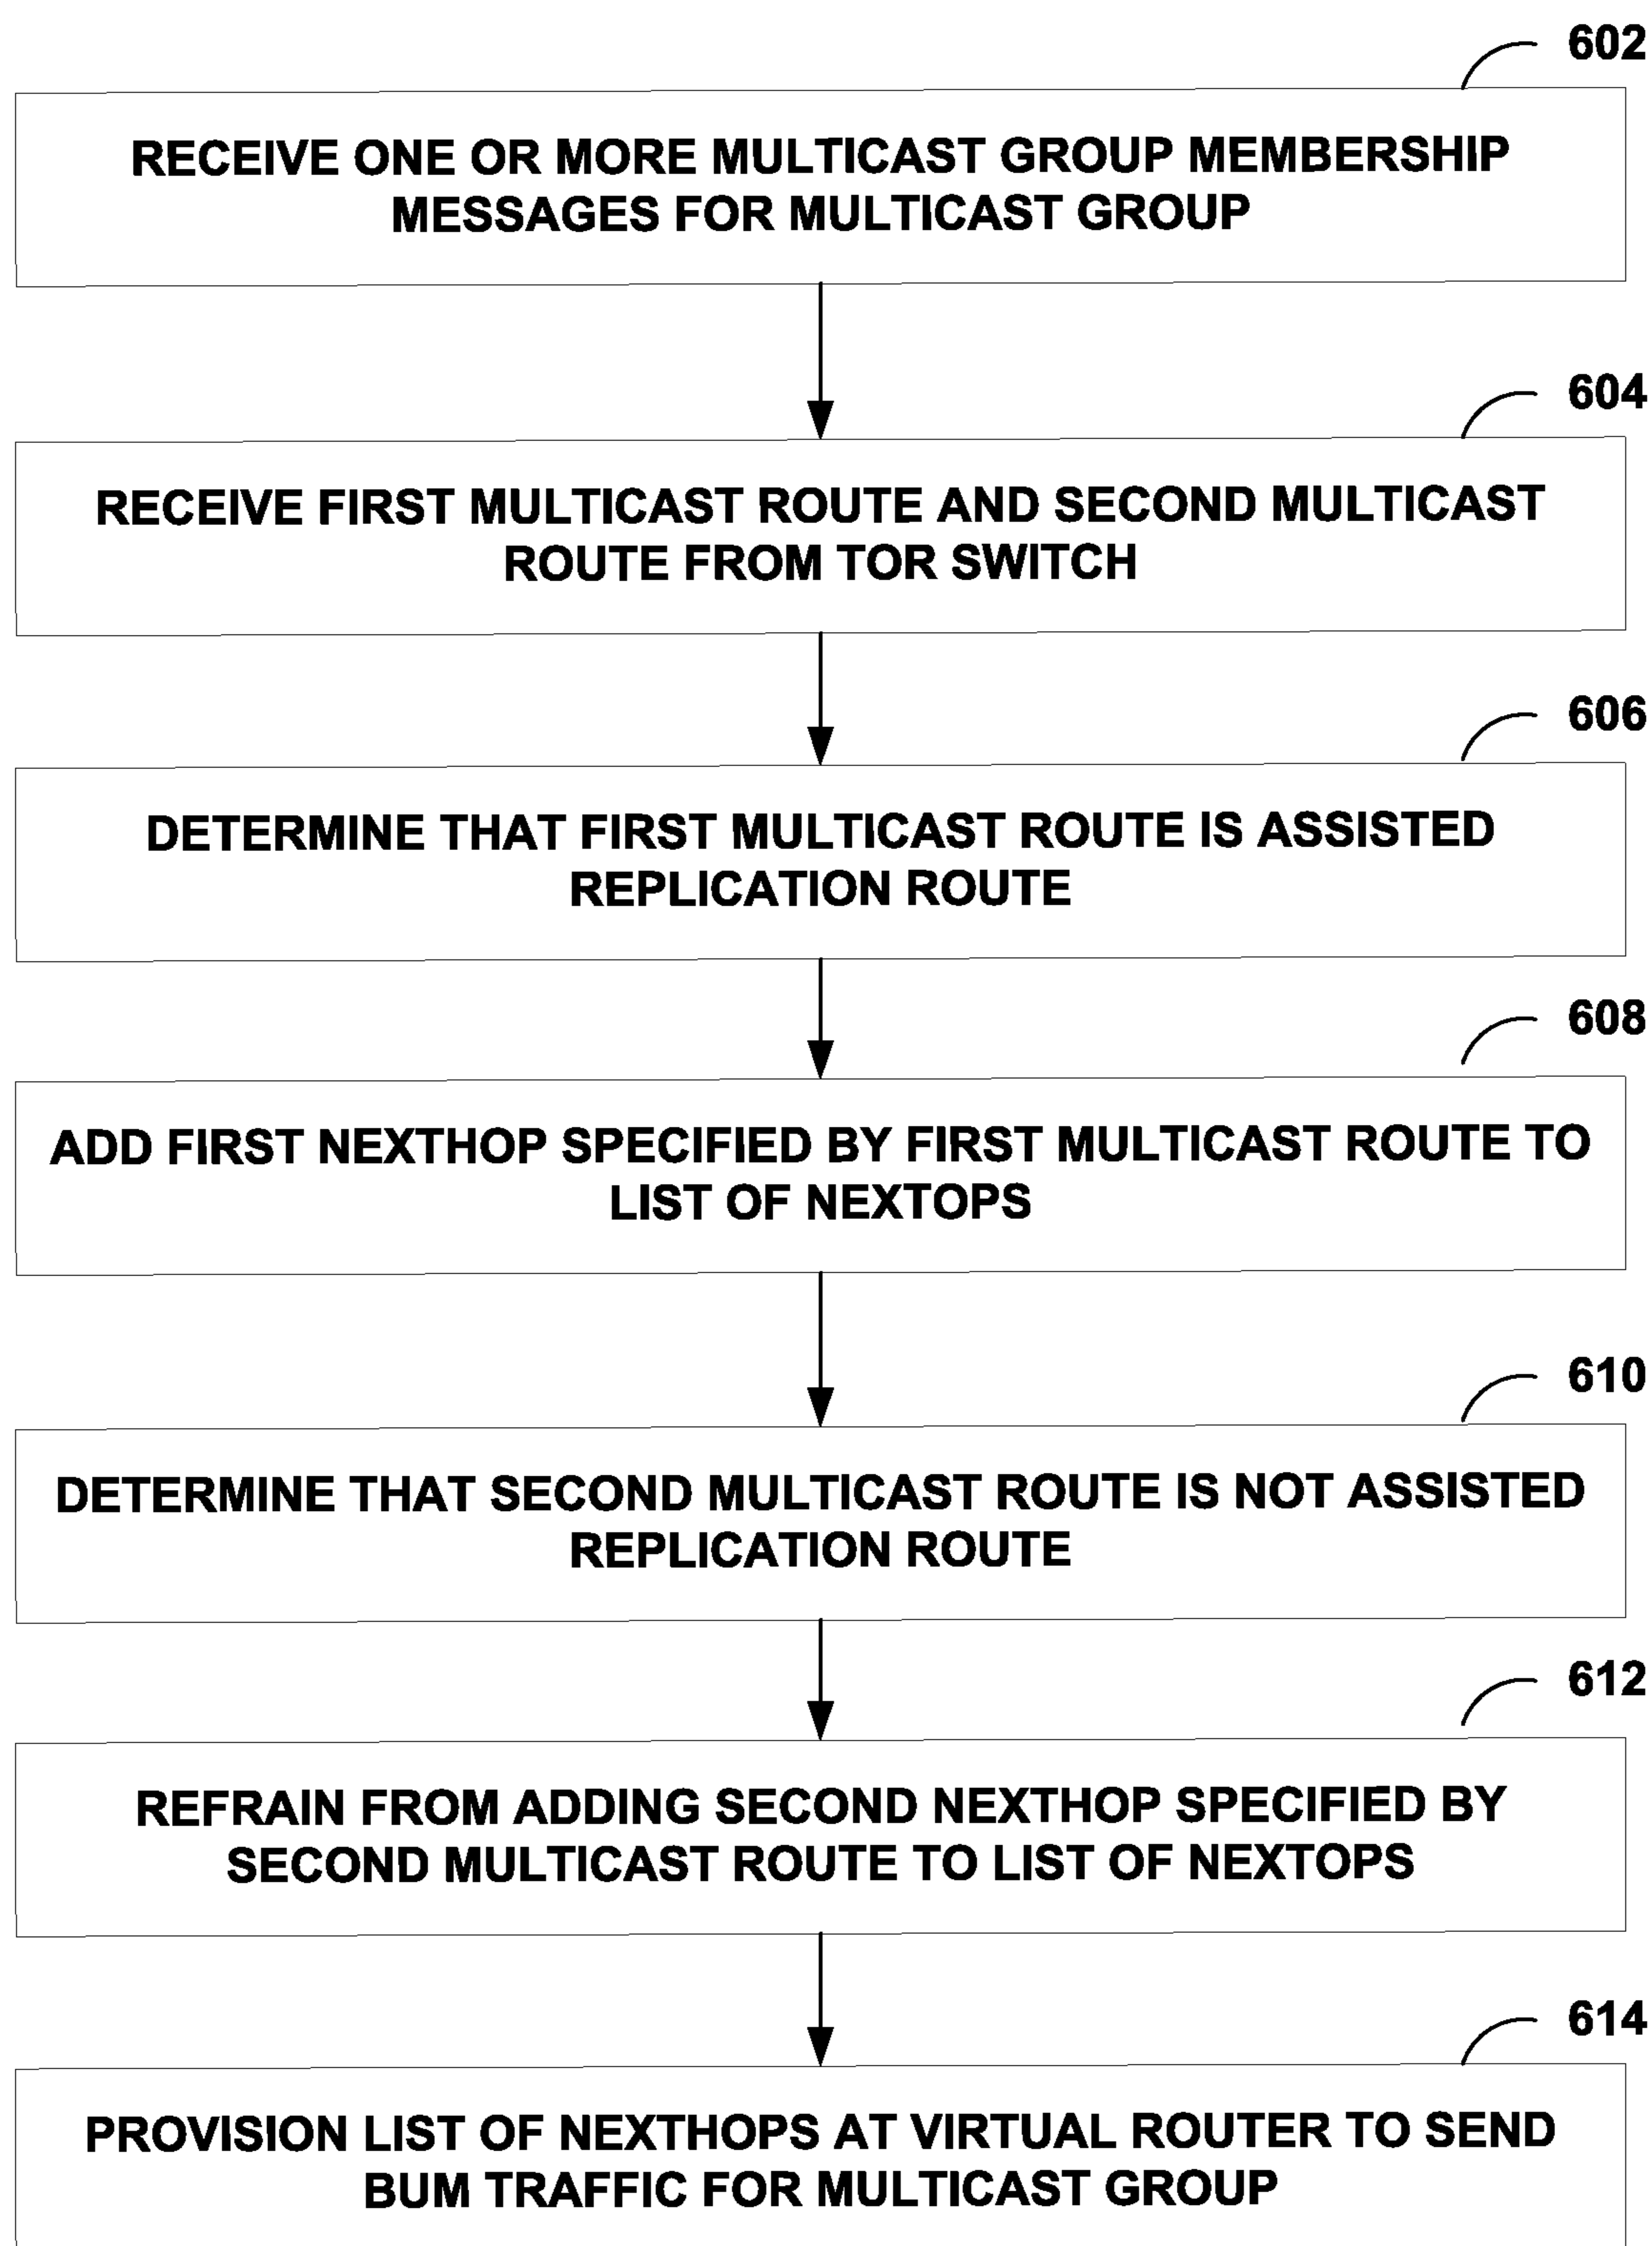 602
RECEIVE ONE OR MORE MULTICAST GROUP MEMBERSHIP
MESSAGES FOR MULTICAST GROUP
604
RECEIVE FIRST MULTICAST ROUTE AND SECOND MULTICAST
ROUTE FROM TOR SWITCH
606
DETERMINE THAT FIRST MULTICAST ROUTE IS ASSISTED
REPLICATION ROUTE
608
ADD FIRST NEXTHOP SPECIFIED BY FIRST MULTICAST ROUTE TO
LIST OF NEXTOPS
610
DETERMINE THAT SECOND MULTICAST ROUTE IS NOT ASSISTED
REPLICATION ROUTE
612
REFRAIN FROM ADDING SECOND NEXTHOP SPECIFIED BY
SECOND MULTICAST ROUTE TO LIST OF NEXTOPS
614
PROVISION LIST OF NEXTHOPS AT VIRTUAL ROUTER TO SEND
BUM TRAFFIC FOR MULTICAST GROUP